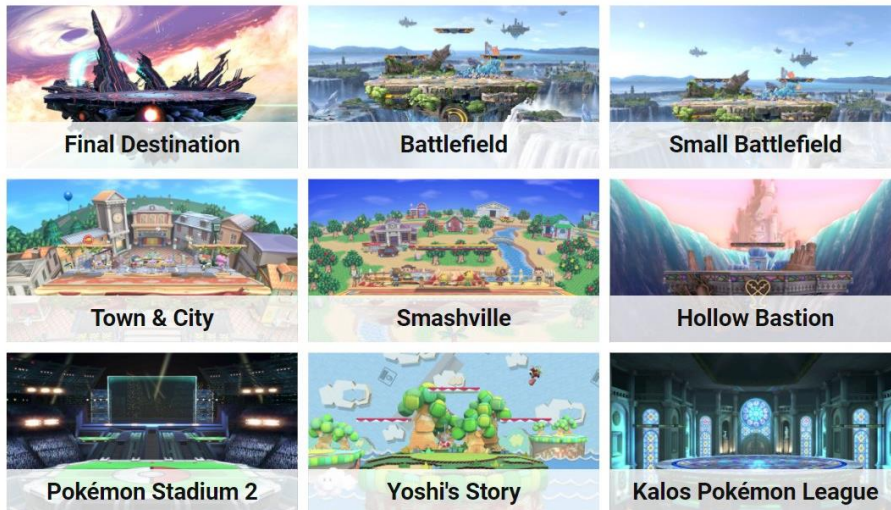 Final Destination
Battlefield
Small Battlefield
Town & City
Smashville
Hollow Bastion
Pokémon Stadium 2
Yoshi's Story
Kalos Pokémon League